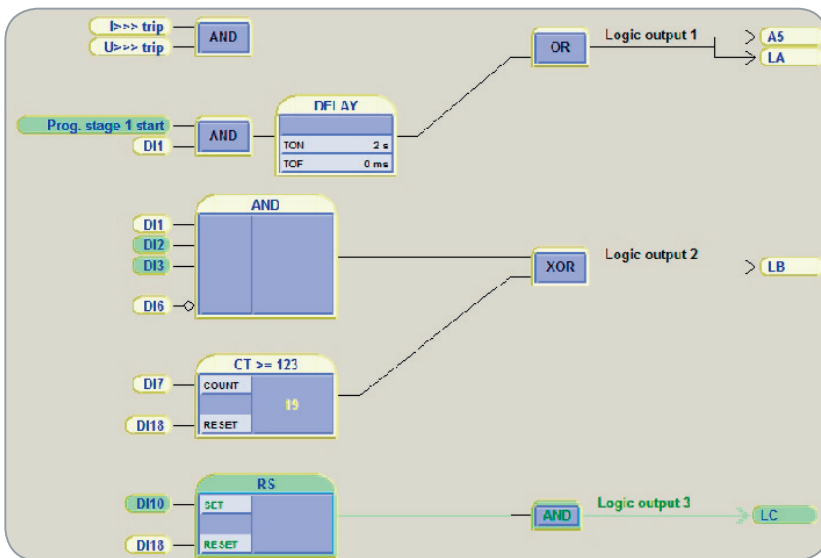 I>>> trip
U>>> trip
AND
OR
Logic output 1
A5
LA
DELAY
Prog. stage 1 start
DI1
AND
TON 2 s
TOF 0 ms
AND
DI1
DI2
DI3
DI6
XOR
Logic output 2
LB
CT >= 123
DI7
COUNT
19
DI18
RESET
RS
DI10
SET
DI18
RESET
AND
Logic output 3
LC